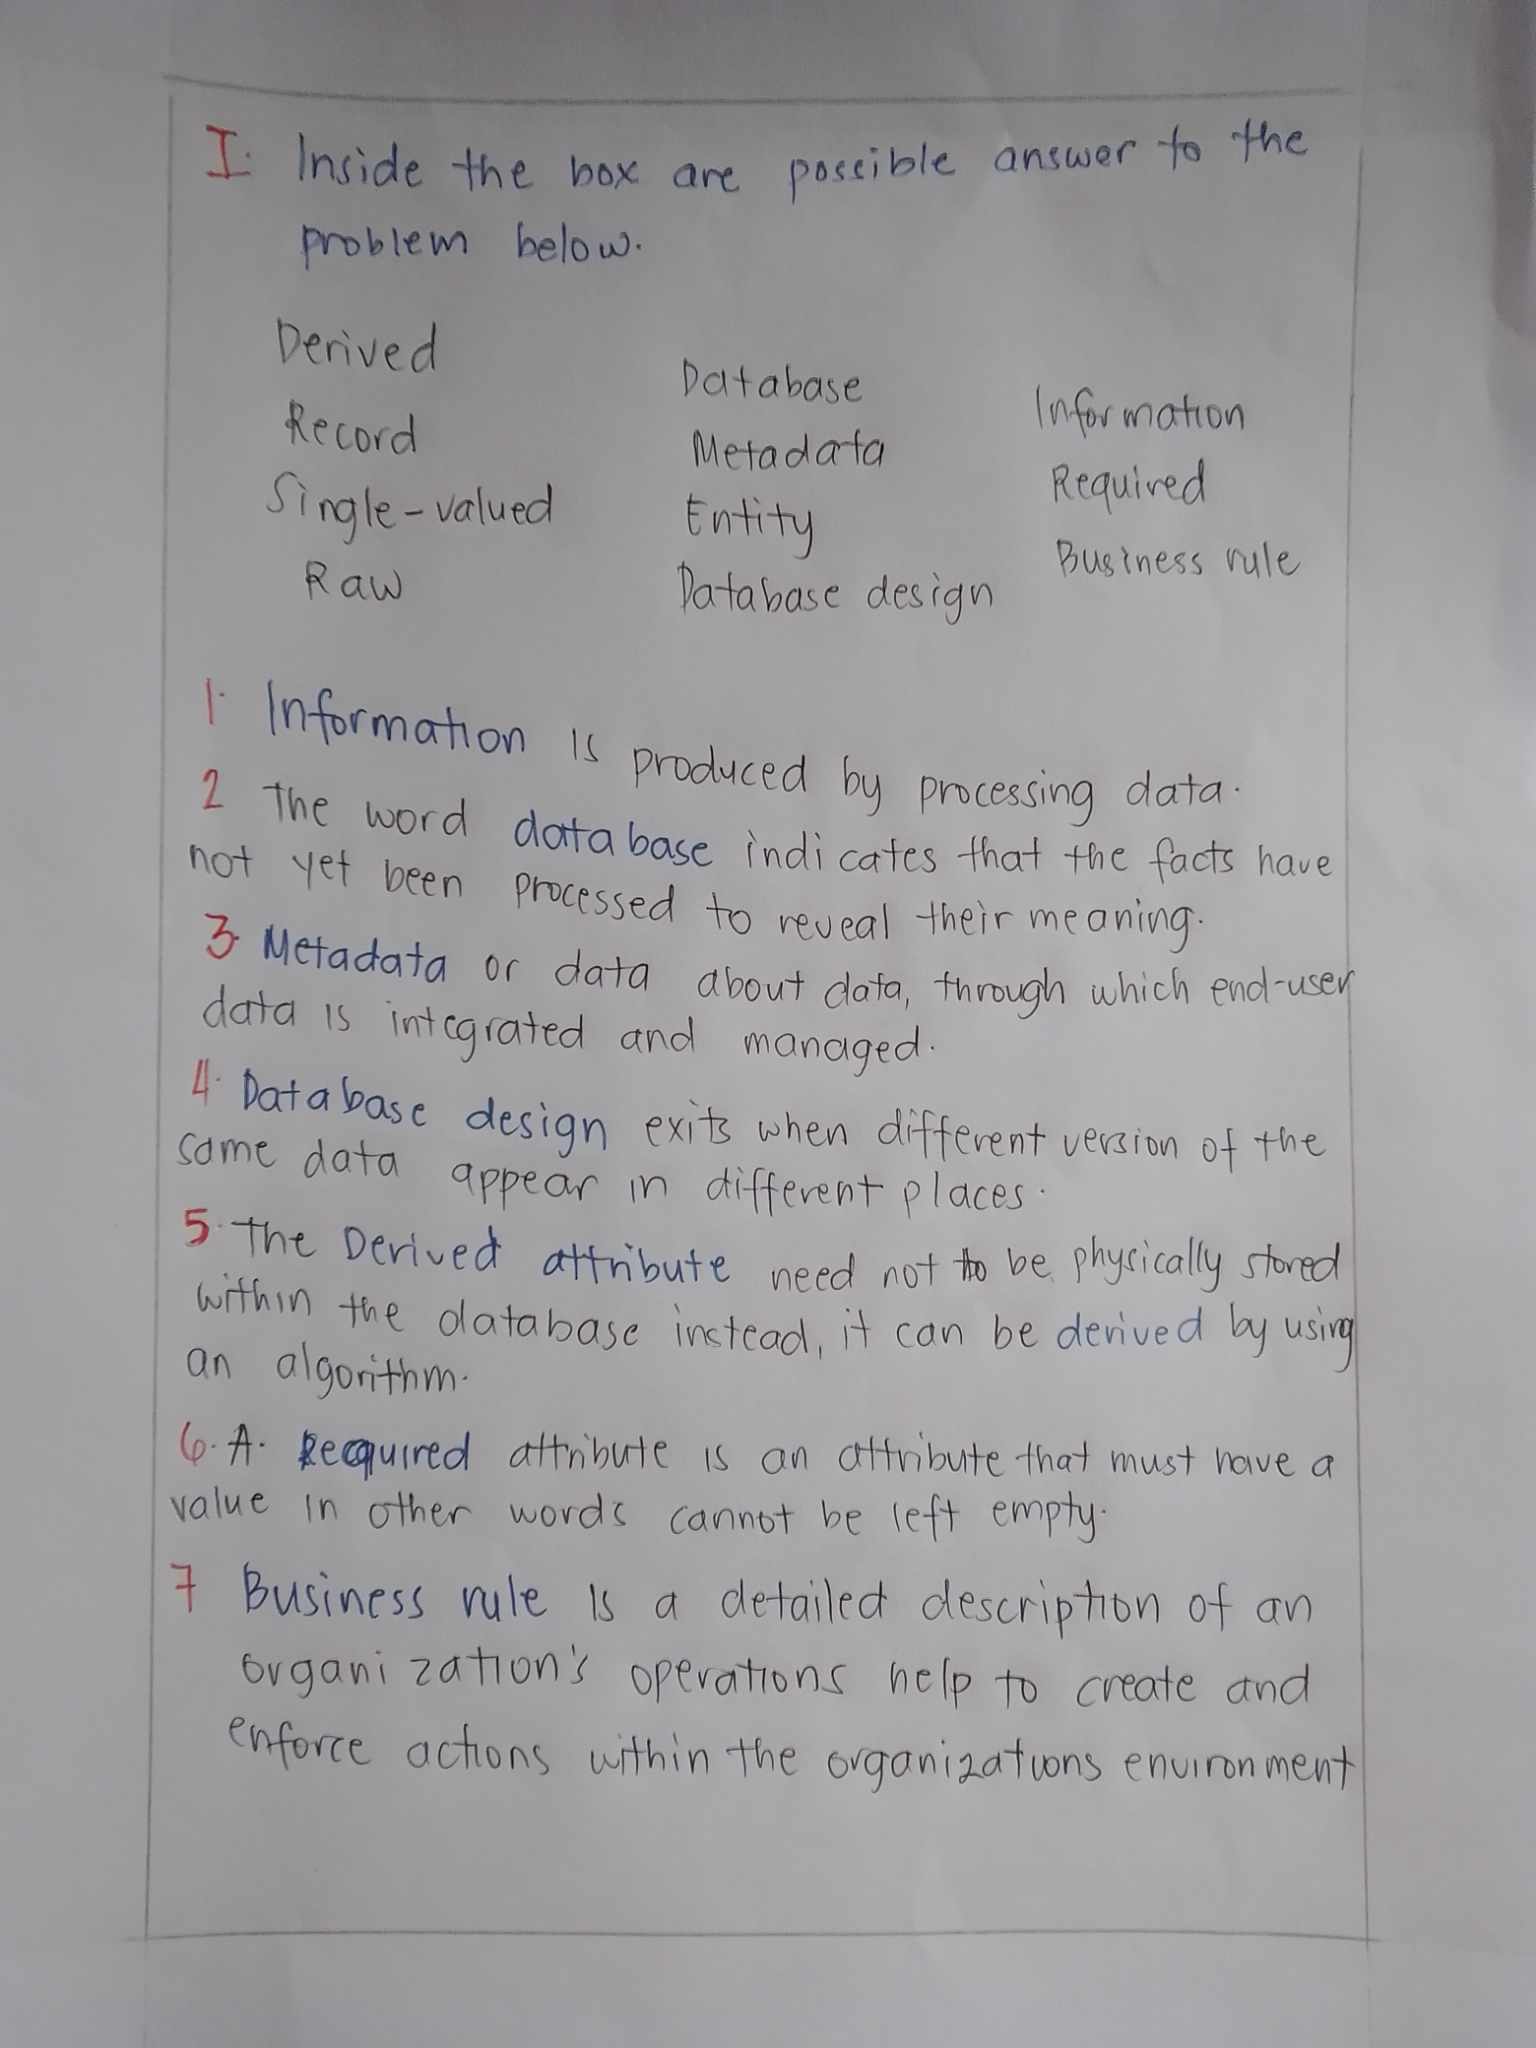 I. Inside the box are possible answer to the
problem below.
Derived
Record
Single-valued
Raw
Database
Metadata
Entity
Database design
Information
Required
Business rule
1. Information is produced by processing data.
2 The word database indicates that the facts have
not yet been processed to reveal their meaning.
3. Metadata or data about data, through which end-user
data is integrated and managed.
4. Database design exits when different version of the
same data appear in different places.
5. The Derived attribute need not to be physically stored
within the database instead, it can be derived by using
an algorithm.
6. A. Required attribute is an attribute that must have a
value in other words cannot be left empty.
7 Business rule is a detailed description of an
organization's operations help to create and
enforce actions within the organizations environment